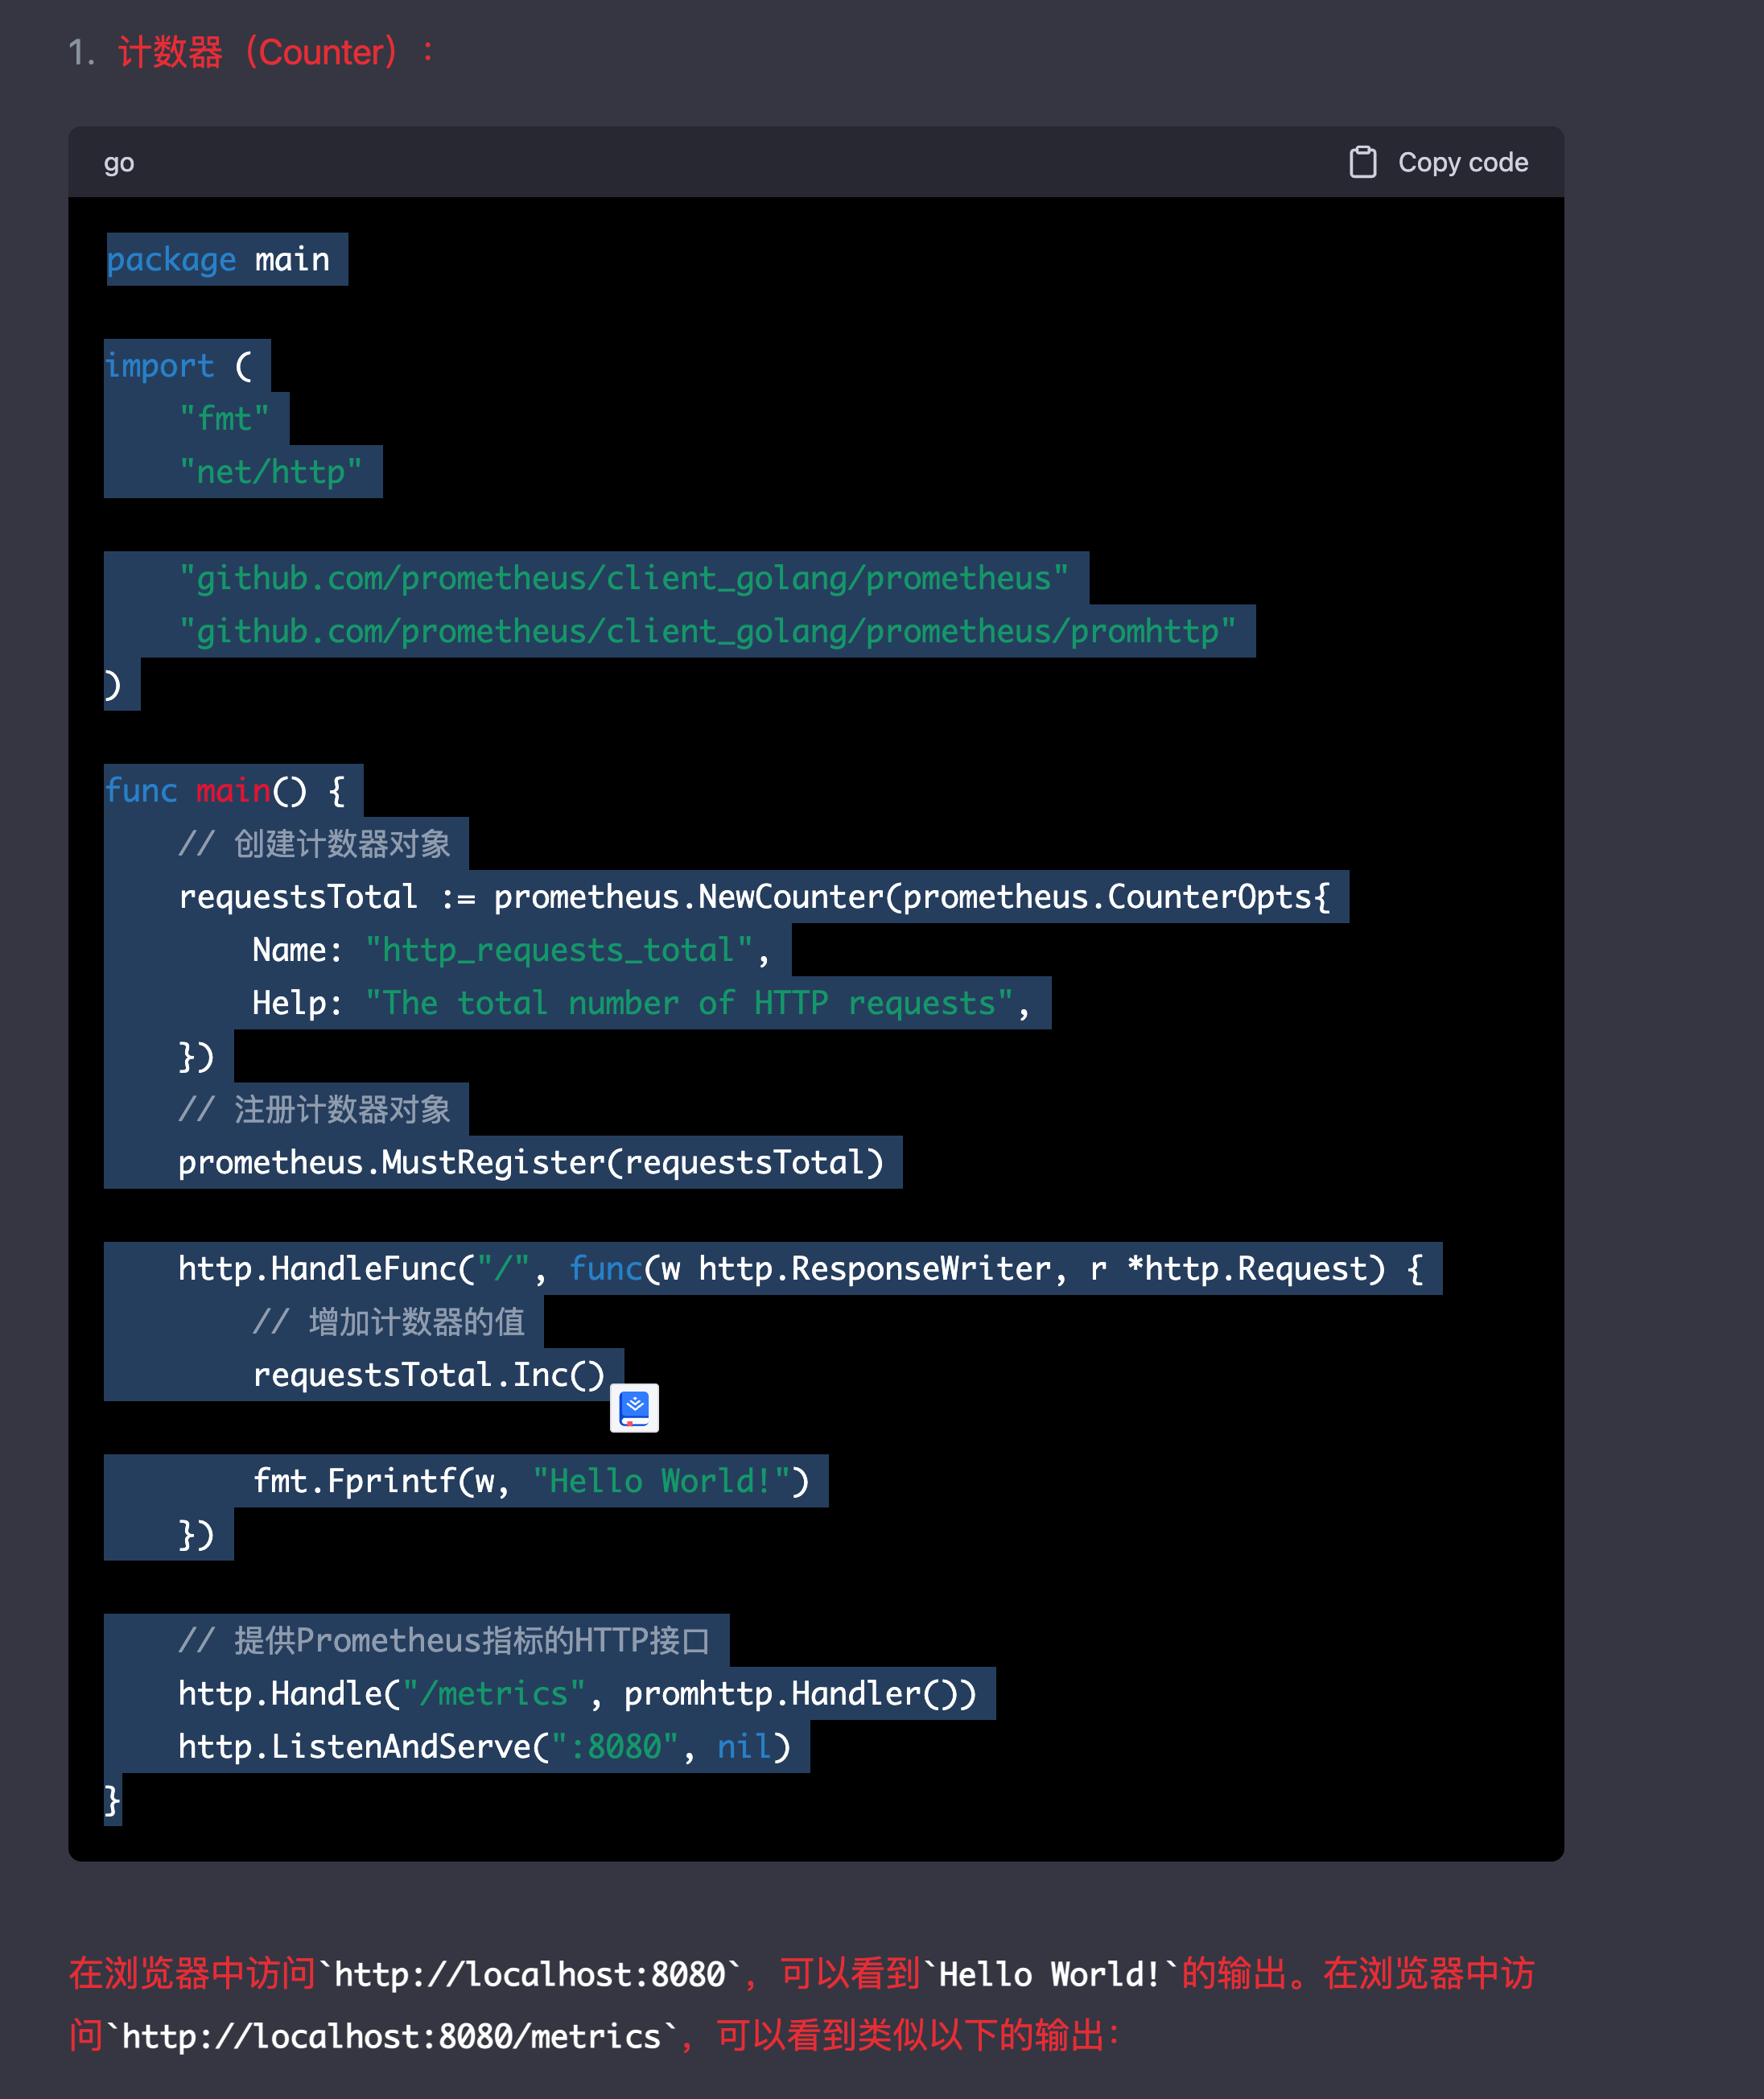 1. 计数器（Counter）：
go
Copy code
package main
import (
"fmt"
"net/http"
"github.com/prometheus/client_golang/prometheus"
"github.com/prometheus/client_golang/prometheus/promhttp"
)
func main() {
// 创建计数器对象
requestsTotal := prometheus.NewCounter(prometheus.CounterOpts{
Name: "http_requests_total",
Help: "The total number of HTTP requests",
})
// 注册计数器对象
prometheus.MustRegister(requestsTotal)
http.HandleFunc("/", func(w http.ResponseWriter, r *http.Request) {
// 增加计数器的值
requestsTotal.Inc()
fmt.Fprintf(w, "Hello World!")
})
// 提供Prometheus指标的HTTP接口
http.Handle("/metrics", promhttp.Handler())
http.ListenAndServe(":8080", nil)
}
在浏览器中访问`http://localhost:8080`，可以看到`Hello World!`的输出。在浏览器中访
问`http://localhost:8080/metrics`，可以看到类似以下的输出：